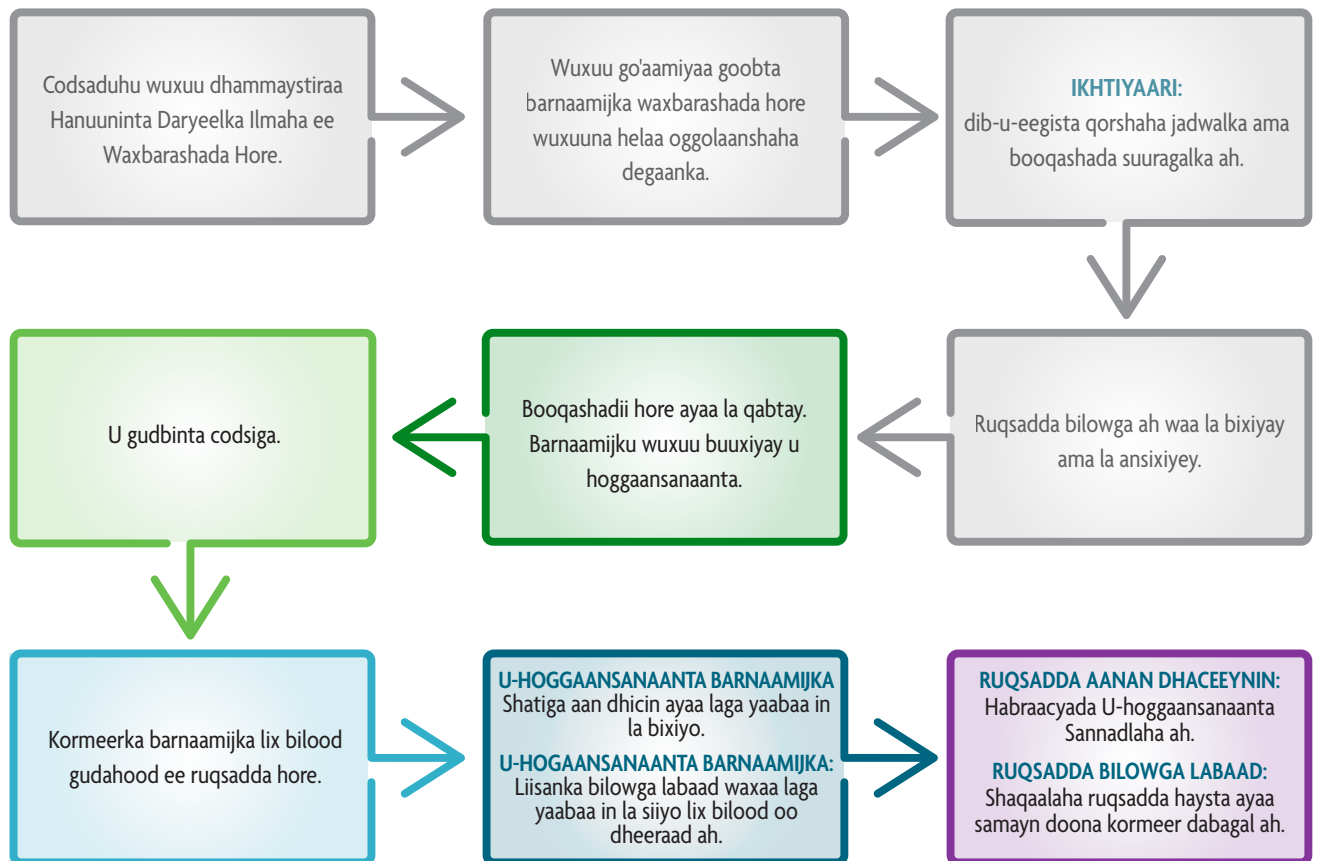 Codsaduhu wuxuu dhammaystiraa
Hanuuninta Daryeelka Ilmaha ee
Waxbarashada Hore.
Wuxuu go'aamiyaa goobta
barnaamijka waxbarashada hore
wuxuuna helaa oggolaanshaha
degaanka.
IKHTIYAARI:
dib-u-eegista qorshaha jadwalka ama
booqashada suuragalka ah.
Ruqsadda bilowga ah waa la bixiyay
ama la ansixiyey.
Booqashadii hore ayaa la qabtay.
Barnaamijku wuxuu buuxiyay u
hoggaansanaanta.
U gudbinta codsiga.
Kormeerka barnaamijka lix bilood
gudahood ee ruqsadda hore.
U-HOGGAANSANAANTA BARNAAMIJKA
Shatiga aan dhicin ayaa laga yaabaa in
la bixiyo.
U-HOGAANSANAANTA BARNAAMIJKA:
Liisanka bilowga labaad waxaa laga
yaabaa in la siiyo lix bilood oo
dheeraad ah.
RUQSADDA AANAN DHACEEYNIN:
Habraacyada U-hoggaansanaanta
Sannadlaha ah.
RUQSADDA BILOWGA LABAAD:
Shaqaalaha ruqsadda haysta ayaa
samayn doona kormeer dabagal ah.